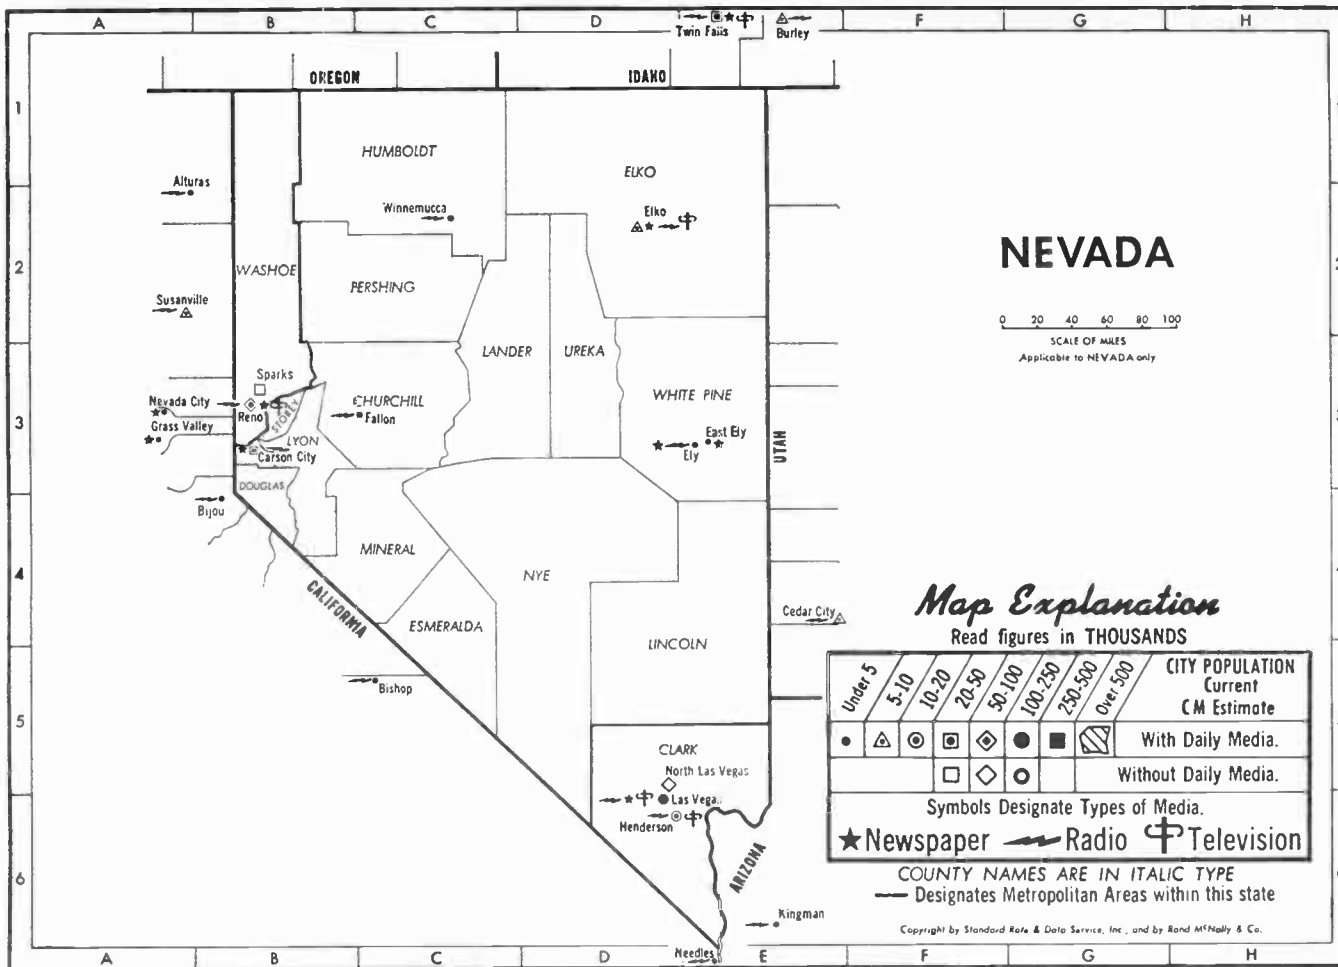 A B C D E F G H
Twin Falls
Burley
OREGON
IDAHO
1
HUMBOLDT
ELKO
Alturas
Winnemucca
Elko
NEVADA
2
WASHOE
PERSHING
0 20 40 60 80 100
SCALE OF MILES
Applicable to NEVADA only
Susanville
LANDER
UREKA
Sparks
WHITE PINE
Nevada City
Reno
STOREY
CHURCHILL
Fallon
3
Grass Valley
LYON
East Ely
Ely
UTAH
Carson City
DOUGLAS
Bijou
MINERAL
NYE
4
CALIFORNIA
ESMERALDA
Cedar City
LINCOLN
Map Explanation
Read figures in THOUSANDS
Under 5
5-10
10-20
20-50
50-100
100-250
250-500
Over 500
CITY POPULATION
Current
CM Estimate
With Daily Media.
Without Daily Media.
Symbols Designate Types of Media.
Newspaper Radio Television
COUNTY NAMES ARE IN ITALIC TYPE
Designates Metropolitan Areas within this state
Copyright by Standard Rate & Data Service, Inc., and by Rand McNally & Co.
Bishop
5
CLARK
North Las Vegas
Las Vega
Henderson
ARIZONA
6
Kingman
Needles
A B C D E F G H